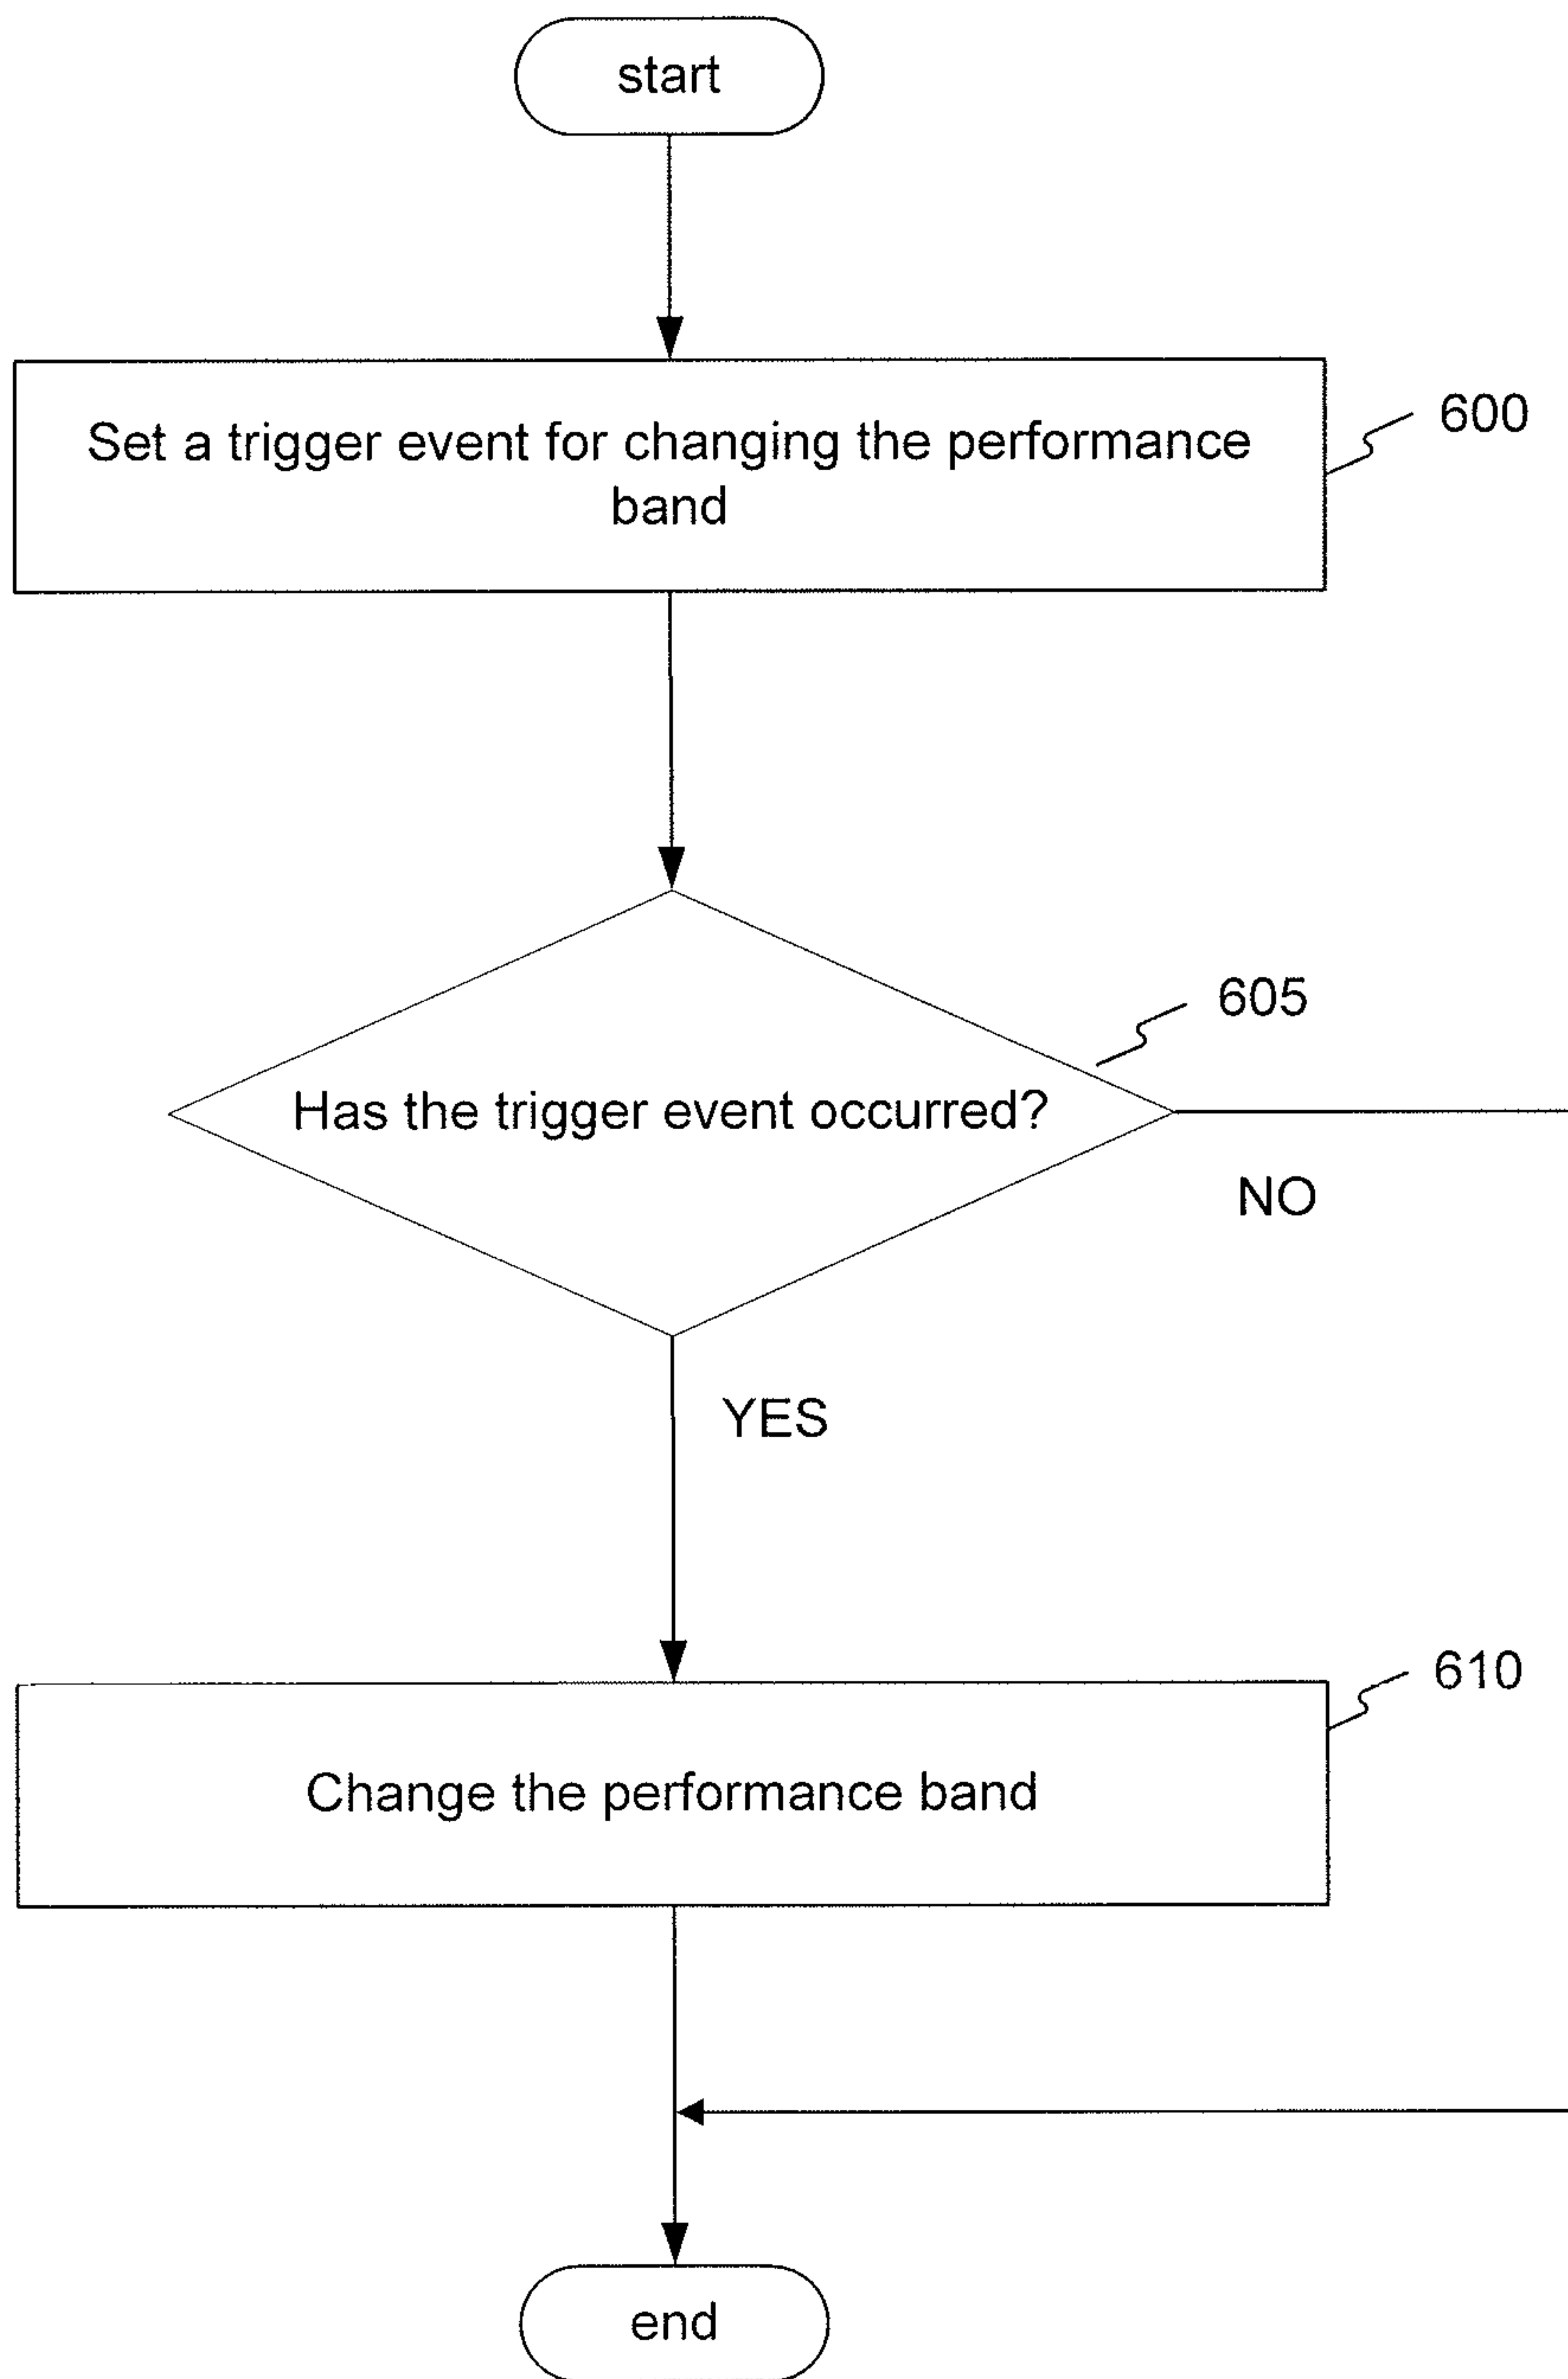 start
Set a trigger event for changing the performance
band
600
605
Has the trigger event occurred?
NO
YES
610
Change the performance band
end